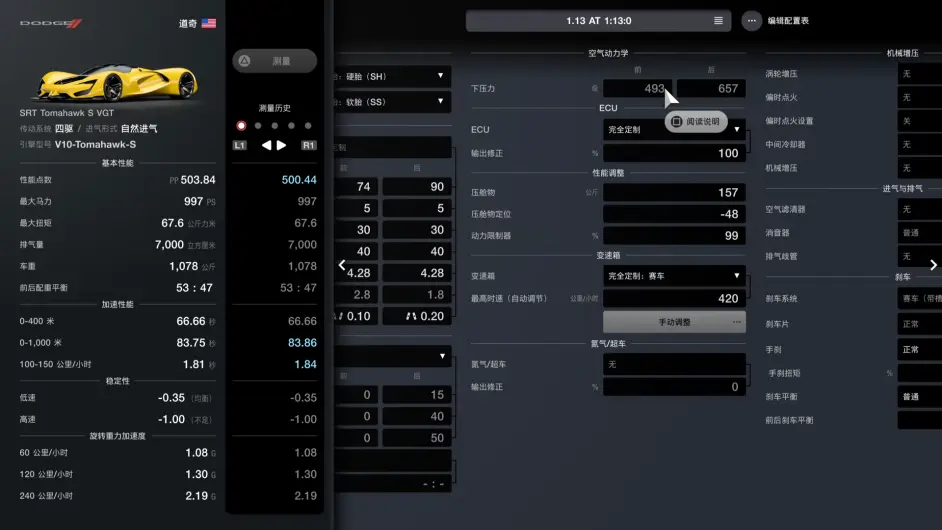 DODGE
道奇
SRT Tomahawk S VGT
传动系统 四驱 / 进气形式 自然进气
引擎型号 V10-Tomahawk-S
基本性能
性能点数 PP 503.84
最大马力 997 PS
最大扭矩 67.6 公斤力米
排气量 7,000 立方厘米
车重 1,078 公斤
前后配重平衡 53 : 47
加速性能
0-400 米 66.66 秒
0-1,000 米 83.75 秒
100-150 公里/小时 1.81 秒
稳定性
低速 -0.35 (均衡)
高速 -1.00 (不足)
旋转重力加速度
60 公里/小时 1.08 G
120 公里/小时 1.30 G
240 公里/小时 2.19 G
测量
测量历史
L1 R1
500.44
997
67.6
7,000
1,078
53 : 47
66.66
83.86
1.84
-0.35
-1.00
1.08
1.30
2.19
1.13 AT 1:13:0
编辑配置表
胎：硬胎（SH）
胎：软胎（SS）
后
74 90
5 5
30 30
40 40
4.28 4.28
2.8 1.8
0.10 0.20
后
0 15
0 40
0 50
- : -
空气动力学
前 后
下压力 级 493 657
ECU
ECU 完全定制
阅读说明
输出修正 % 100
性能调整
压舱物 公斤 157
压舱物定位 -48
动力限制器 % 99
变速箱
变速箱 完全定制：赛车
最高时速（自动调节） 公里/小时 420
手动调整
氮气/超车
氮气/超车 无
输出修正 % 0
机械增压
涡轮增压 无
偏时点火 无
偏时点火设置 关
中间冷却器 无
机械增压 无
进气与排气
空气滤清器 无
消音器 普通
排气歧管 无
刹车
刹车系统 赛车（带槽
刹车片 正常
手刹 正常
手刹扭矩 %
刹车平衡 普通
前后刹车平衡